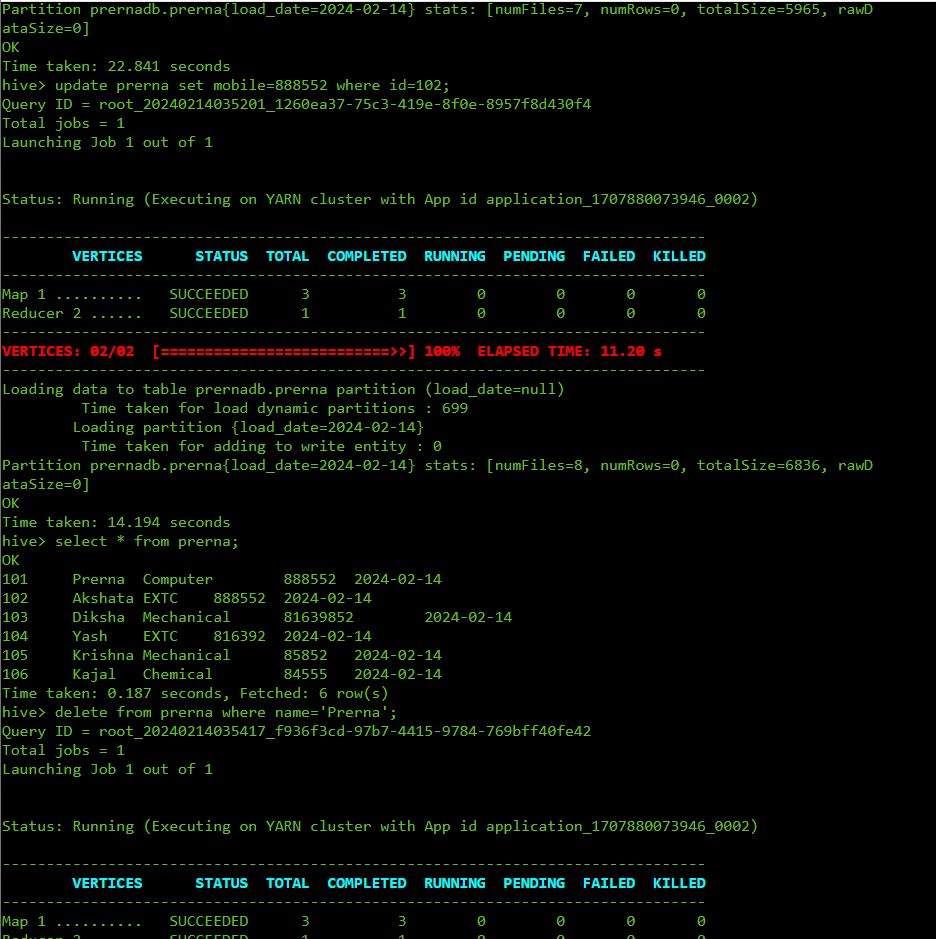 Partition prernadb.prerna{load_date=2024-02-14} stats: [numFiles=7, numRows=0, totalSize=5965, rawD
ataSize=0]
OK
Time taken: 22.841 seconds
hive> update prerna set mobile=888552 where id=102;
Query ID = root_20240214035201_1260ea37-75c3-419e-8f0e-8957f8d430f4
Total jobs = 1
Launching Job 1 out of 1
Status: Running (Executing on YARN cluster with App id application_1707880073946_0002)
--------------------------------------------------------------------------------
        VERTICES      STATUS  TOTAL  COMPLETED  RUNNING  PENDING  FAILED  KILLED
--------------------------------------------------------------------------------
Map 1 ..........   SUCCEEDED      3          3        0        0       0       0
Reducer 2 ......   SUCCEEDED      1          1        0        0       0       0
--------------------------------------------------------------------------------
VERTICES: 02/02  [==========================>>] 100%  ELAPSED TIME: 11.20 s
--------------------------------------------------------------------------------
Loading data to table prernadb.prerna partition (load_date=null)
         Time taken for load dynamic partitions : 699
        Loading partition {load_date=2024-02-14}
         Time taken for adding to write entity : 0
Partition prernadb.prerna{load_date=2024-02-14} stats: [numFiles=8, numRows=0, totalSize=6836, rawD
ataSize=0]
OK
Time taken: 14.194 seconds
hive> select * from prerna;
OK
101     Prerna  Computer        888552  2024-02-14
102     Akshata EXTC    888552  2024-02-14
103     Diksha  Mechanical      81639852        2024-02-14
104     Yash    EXTC    816392  2024-02-14
105     Krishna Mechanical      85852   2024-02-14
106     Kajal   Chemical        84555   2024-02-14
Time taken: 0.187 seconds, Fetched: 6 row(s)
hive> delete from prerna where name='Prerna';
Query ID = root_20240214035417_f936f3cd-97b7-4415-9784-769bff40fe42
Total jobs = 1
Launching Job 1 out of 1
Status: Running (Executing on YARN cluster with App id application_1707880073946_0002)
--------------------------------------------------------------------------------
        VERTICES      STATUS  TOTAL  COMPLETED  RUNNING  PENDING  FAILED  KILLED
--------------------------------------------------------------------------------
Map 1 ..........   SUCCEEDED      3          3        0        0       0       0
Reducer 2 ......   SUCCEEDED      1          1        0        0       0       0